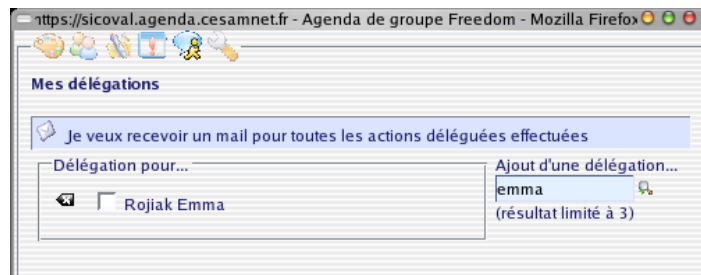 https://sicoval.agenda.cesamnet.fr - Agenda de groupe Freedom - Mozilla Firefox
Mes délégations
Je veux recevoir un mail pour toutes les actions déléguées effectuées
Délégation pour...
Rojiak Emma
Ajout d'une délégation...
emma
(résultat limité à 3)